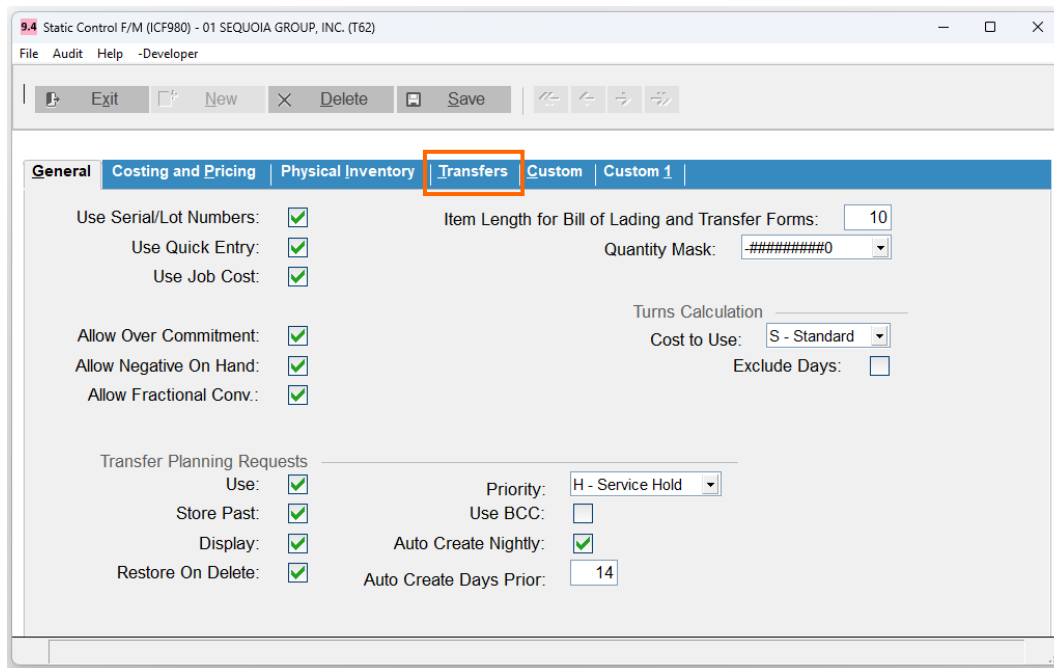 9.4 Static Control F/M (ICF980) - 01 SEQUOIA GROUP, INC. (T62)
File Audit Help -Developer
Exit New Delete Save
General Costing and Pricing Physical Inventory Transfers Custom Custom 1
Use Serial/Lot Numbers: Item Length for Bill of Lading and Transfer Forms: 10
Use Quick Entry: Quantity Mask: -#########0
Use Job Cost:
Turns Calculation
Allow Over Commitment: Cost to Use: S - Standard
Allow Negative On Hand: Exclude Days:
Allow Fractional Conv.:
Transfer Planning Requests
Use: Priority: H - Service Hold
Store Past: Use BCC:
Display: Auto Create Nightly:
Restore On Delete: Auto Create Days Prior: 14